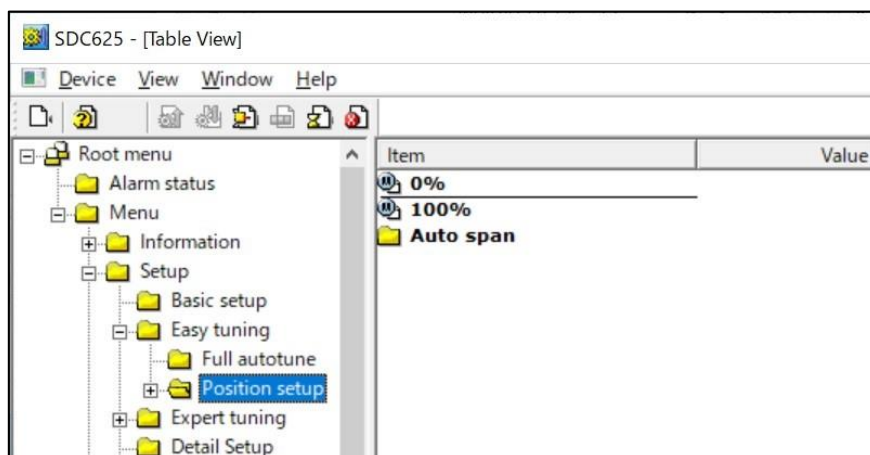 SDC625 - [Table View]
Device View Window Help
Root menu
Alarm status
Menu
Information
Setup
Basic setup
Easy tuning
Full autotune
Position setup
Expert tuning
Detail Setup
Item Value
0%
100%
Auto span